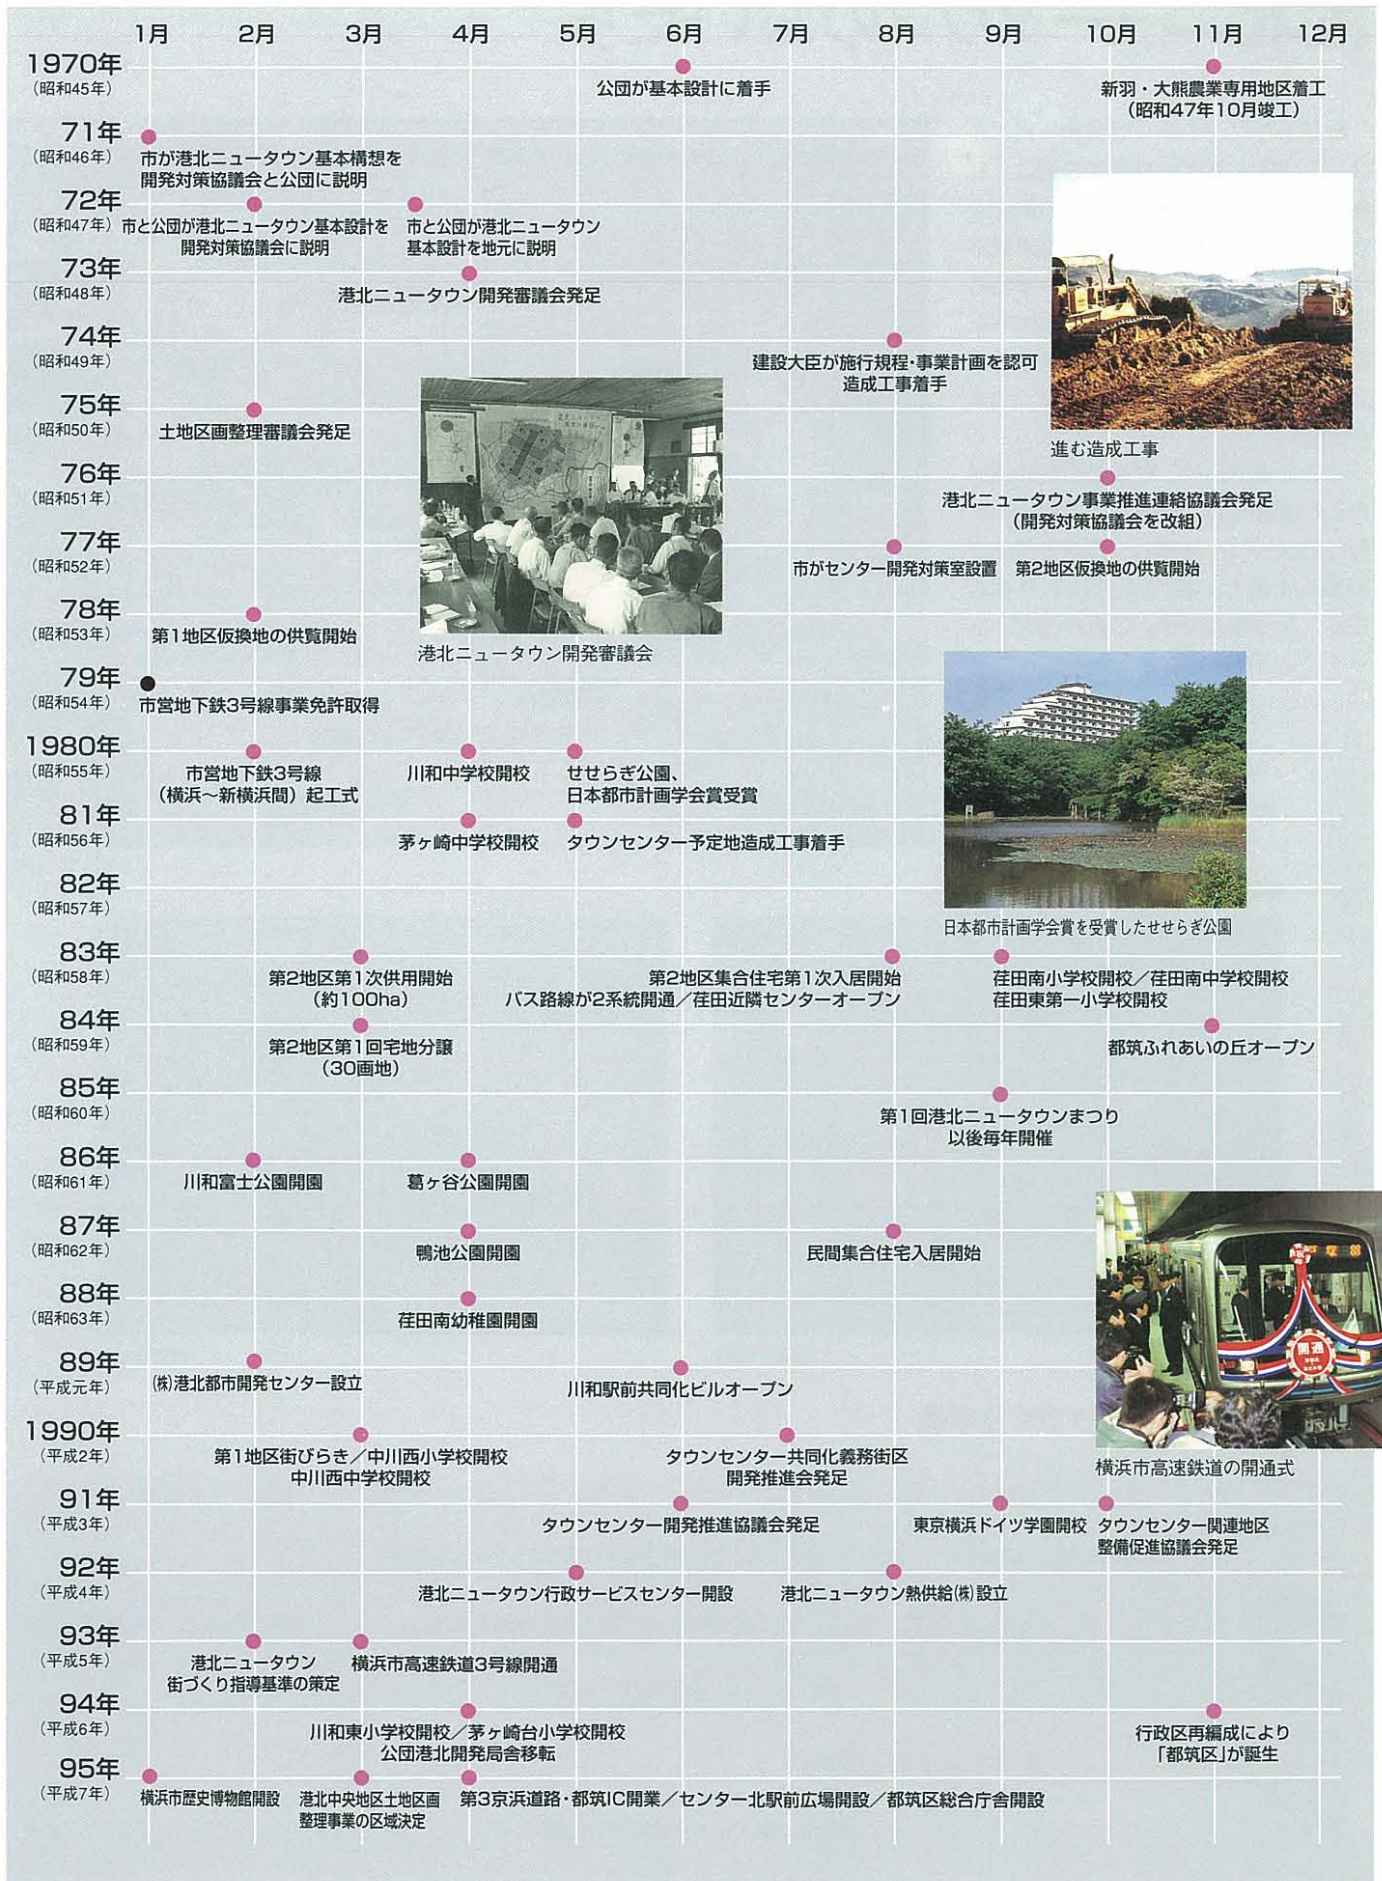 1月 2月 3月 4月 5月 6月 7月 8月 9月 10月 11月 12月
1970年
(昭和45年)
公団が基本設計に着手
新羽・大熊農業専用地区着工
(昭和47年10月竣工)
71年
(昭和46年)
市が港北ニュータウン基本構想を
開発対策協議会と公団に説明
72年
(昭和47年)
市と公団が港北ニュータウン基本設計を
開発対策協議会に説明
市と公団が港北ニュータウン
基本設計を地元に説明
73年
(昭和48年)
港北ニュータウン開発審議会発足
74年
(昭和49年)
建設大臣が施行規程・事業計画を認可
造成工事着手
進む造成工事
75年
(昭和50年)
土地区画整理審議会発足
港北ニュータウン開発審議会
76年
(昭和51年)
港北ニュータウン事業推進連絡協議会発足
(開発対策協議会を改組)
77年
(昭和52年)
市がセンター開発対策室設置
第2地区仮換地の供覧開始
78年
(昭和53年)
第1地区仮換地の供覧開始
79年
(昭和54年)
市営地下鉄3号線事業免許取得
1980年
(昭和55年)
市営地下鉄3号線
(横浜～新横浜間)起工式
川和中学校開校
せせらぎ公園、
日本都市計画学会賞受賞
81年
(昭和56年)
茅ヶ崎中学校開校
タウンセンター予定地造成工事着手
日本都市計画学会賞を受賞したせせらぎ公園
82年
(昭和57年)
83年
(昭和58年)
第2地区第1次供用開始
(約100ha)
第2地区集合住宅第1次入居開始
バス路線が2系統開通／荏田近隣センターオープン
荏田南小学校開校／荏田南中学校開校
荏田東第一小学校開校
84年
(昭和59年)
第2地区第1回宅地分譲
(30画地)
都筑ふれあいの丘オープン
85年
(昭和60年)
第1回港北ニュータウンまつり
以後毎年開催
86年
(昭和61年)
川和富士公園開園
葛ヶ谷公園開園
87年
(昭和62年)
鴨池公園開園
民間集合住宅入居開始
88年
(昭和63年)
荏田南幼稚園開園
開通
横浜市高速鉄道の開通式
89年
(平成元年)
(株)港北都市開発センター設立
川和駅前共同化ビルオープン
1990年
(平成2年)
第1地区街びらき／中川西小学校開校
中川西中学校開校
タウンセンター共同化義務街区
開発推進会発足
91年
(平成3年)
タウンセンター開発推進協議会発足
東京横浜ドイツ学園開校
タウンセンター関連地区
整備促進協議会発足
92年
(平成4年)
港北ニュータウン行政サービスセンター開設
港北ニュータウン熱供給(株)設立
93年
(平成5年)
港北ニュータウン
街づくり指導基準の策定
横浜市高速鉄道3号線開通
94年
(平成6年)
川和東小学校開校／茅ヶ崎台小学校開校
公団港北開発局舎移転
行政区再編成により
「都筑区」が誕生
95年
(平成7年)
横浜市歴史博物館開設
港北中央地区土地区画
整理事業の区域決定
第3京浜道路・都筑IC開業／センター北駅前広場開設／都筑区総合庁舎開設